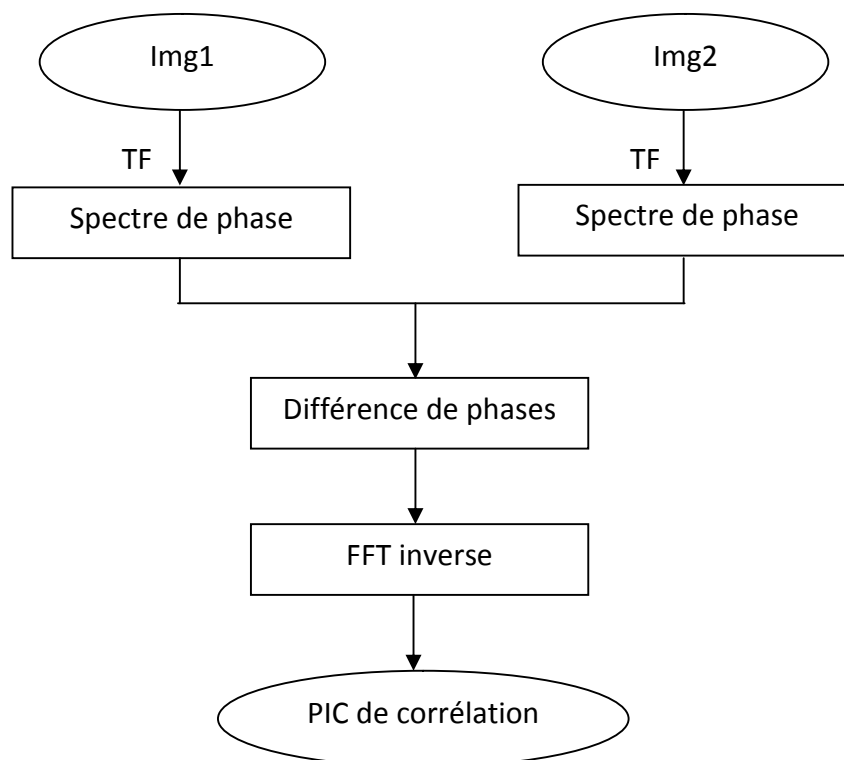 Img1
Img2
TF
TF
Spectre de phase
Spectre de phase
Différence de phases
FFT inverse
PIC de corrélation